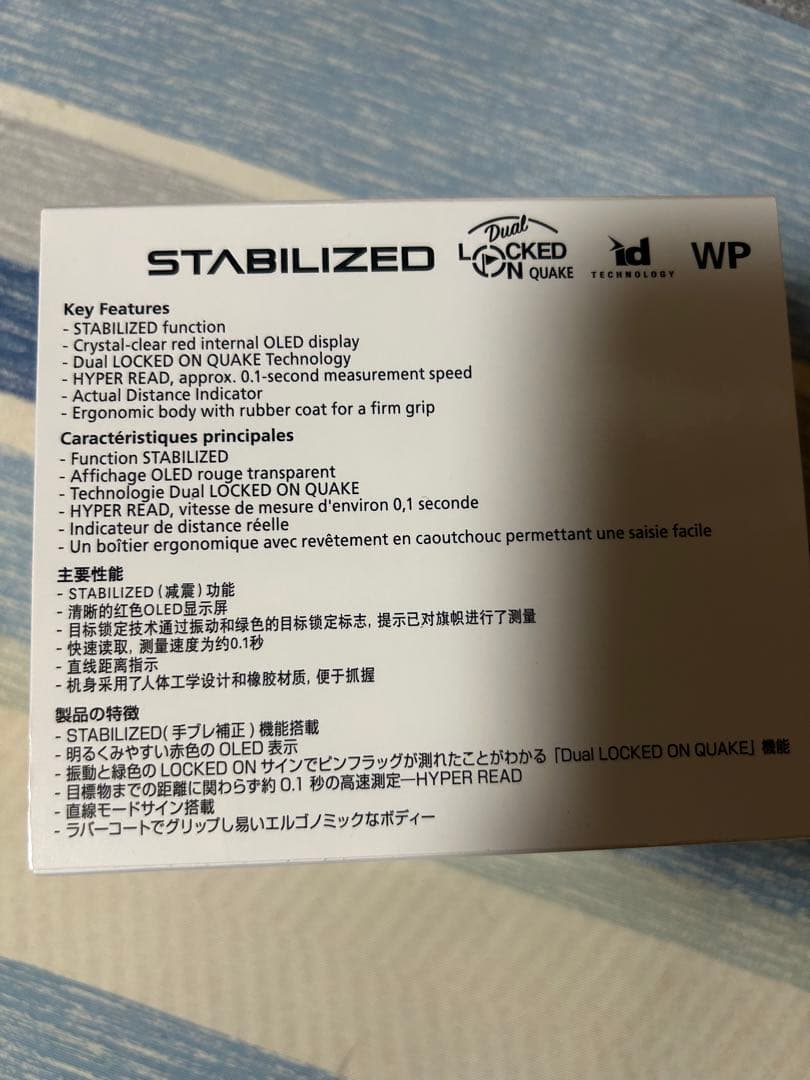 STABILIZED Dual LOCKED ON QUAKE id TECHNOLOGY WP
Key Features
- STABILIZED function
- Crystal-clear red internal OLED display
- Dual LOCKED ON QUAKE Technology
- HYPER READ, approx. 0.1-second measurement speed
- Actual Distance Indicator
- Ergonomic body with rubber coat for a firm grip
Caractéristiques principales
- Function STABILIZED
- Affichage OLED rouge transparent
- Technologie Dual LOCKED ON QUAKE
- HYPER READ, vitesse de mesure d'environ 0,1 seconde
- Indicateur de distance réelle
- Un boîtier ergonomique avec revêtement en caoutchouc permettant une saisie facile
主要性能
- STABILIZED（减震）功能
- 清晰的红色OLED显示屏
- 目标锁定技术通过振动和绿色的目标锁定标志, 提示已对旗帜进行了测量
- 快速读取, 测量速度为约0.1秒
- 直线距离指示
- 机身采用了人体工学设计和橡胶材质, 便于抓握
製品の特徴
- STABILIZED( 手ブレ補正 ) 機能搭載
- 明るくみやすい赤色の OLED 表示
- 振動と緑色の LOCKED ON サインでピンフラッグが測れたことがわかる「Dual LOCKED ON QUAKE」機能
- 目標物までの距離に関わらず約 0.1 秒の高速測定―HYPER READ
- 直線モードサイン搭載
- ラバーコートでグリップし易いエルゴノミックなボディー